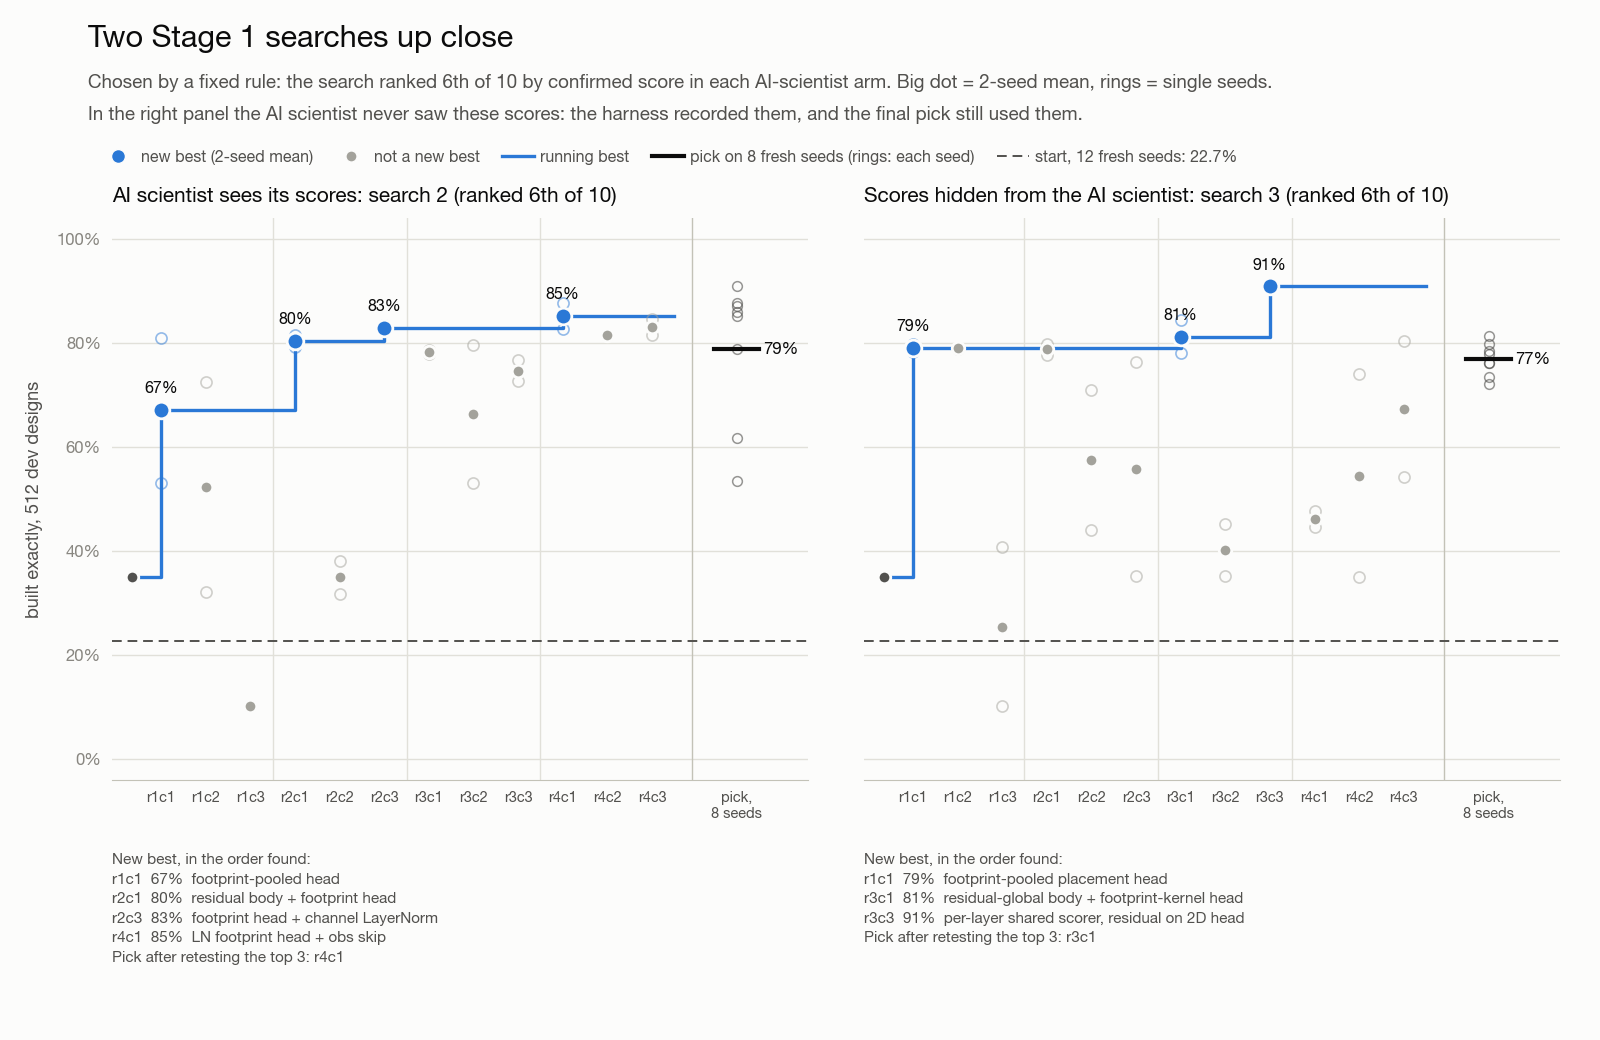 Two Stage 1 searches up close
Chosen by a fixed rule: the search ranked 6th of 10 by confirmed score in each AI-scientist arm. Big dot = 2-seed mean, rings = single seeds.
In the right panel the AI scientist never saw these scores: the harness recorded them, and the final pick still used them.
new best (2-seed mean) not a new best running best pick on 8 fresh seeds (rings: each seed) start, 12 fresh seeds: 22.7%
AI scientist sees its scores: search 2 (ranked 6th of 10)
built exactly, 512 dev designs
100%
80%
60%
40%
20%
0%
67%
80%
83%
85%
79%
r1c1 r1c2 r1c3 r2c1 r2c2 r2c3 r3c1 r3c2 r3c3 r4c1 r4c2 r4c3 pick,
8 seeds
New best, in the order found:
r1c1 67% footprint-pooled head
r2c1 80% residual body + footprint head
r2c3 83% footprint head + channel LayerNorm
r4c1 85% LN footprint head + obs skip
Pick after retesting the top 3: r4c1
Scores hidden from the AI scientist: search 3 (ranked 6th of 10)
79%
81%
91%
77%
r1c1 r1c2 r1c3 r2c1 r2c2 r2c3 r3c1 r3c2 r3c3 r4c1 r4c2 r4c3 pick,
8 seeds
New best, in the order found:
r1c1 79% footprint-pooled placement head
r3c1 81% residual-global body + footprint-kernel head
r3c3 91% per-layer shared scorer, residual on 2D head
Pick after retesting the top 3: r3c1